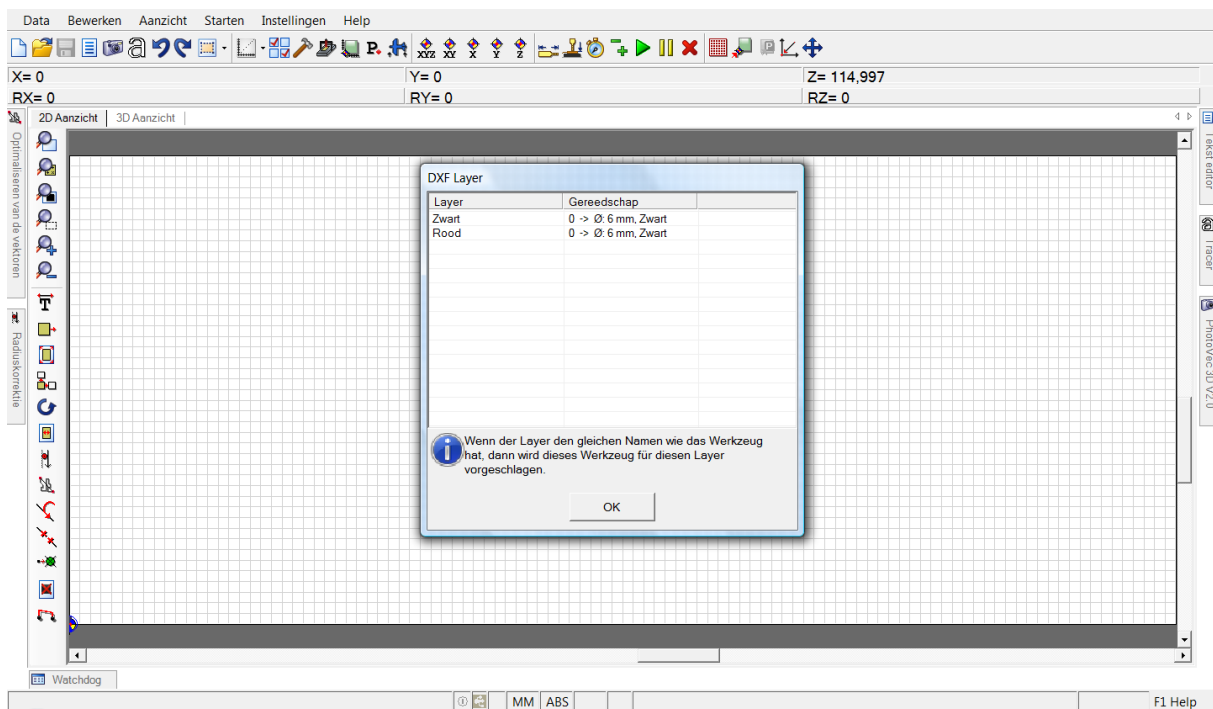 Data Bewerken Aanzicht Starten Instellingen Help
P. XYZ XY X Y Z
X= 0 Y= 0 Z= 114,997
RX= 0 RY= 0 RZ= 0
2D Aanzicht 3D Aanzicht
Optimaliseren van de vektoren
Radiuskorrektie
DXF Layer
Layer Gereedschap
Zwart 0 -> Ø: 6 mm, Zwart
Rood 0 -> Ø: 6 mm, Zwart
Wenn der Layer den gleichen Namen wie das Werkzeug
hat, dann wird dieses Werkzeug für diesen Layer
vorgeschlagen.
OK
Tekst editor
Tracer
PhotoVec 3D V2.0
Watchdog
MM ABS F1 Help